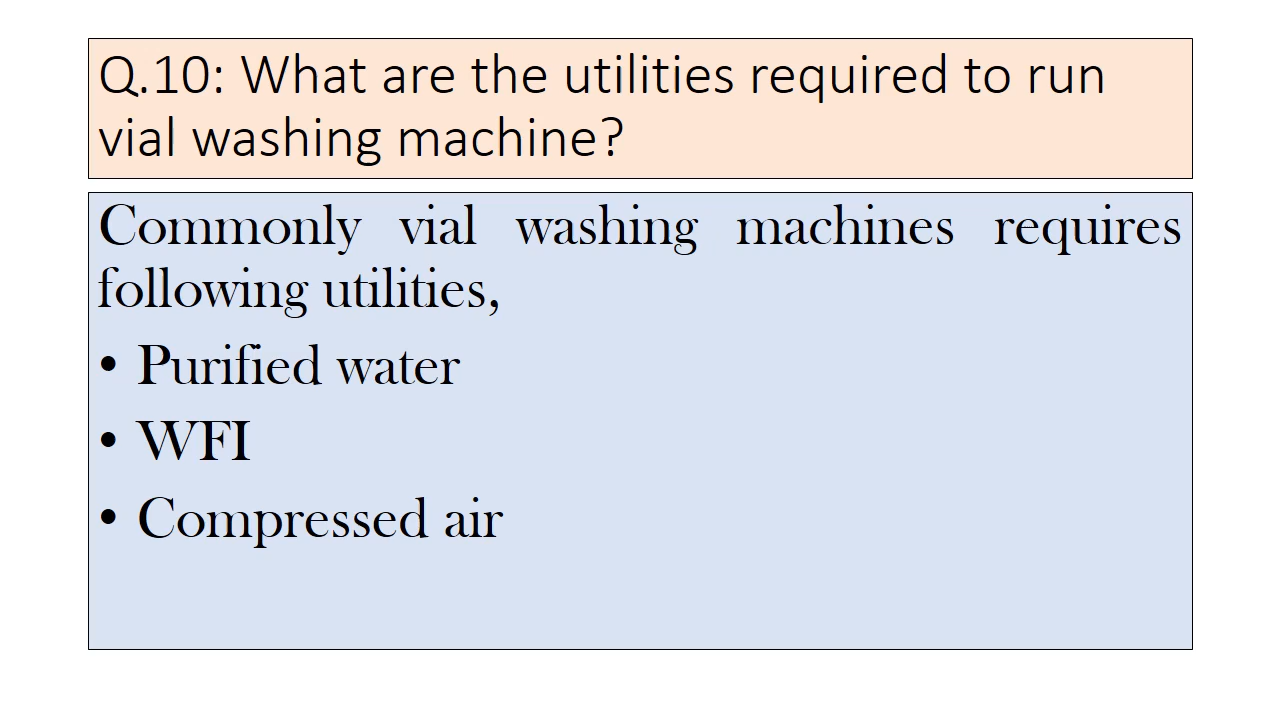 Q.10: What are the utilities required to run
vial washing machine?
Commonly vial washing machines requires
following utilities,
• Purified water
• WFI
• Compressed air